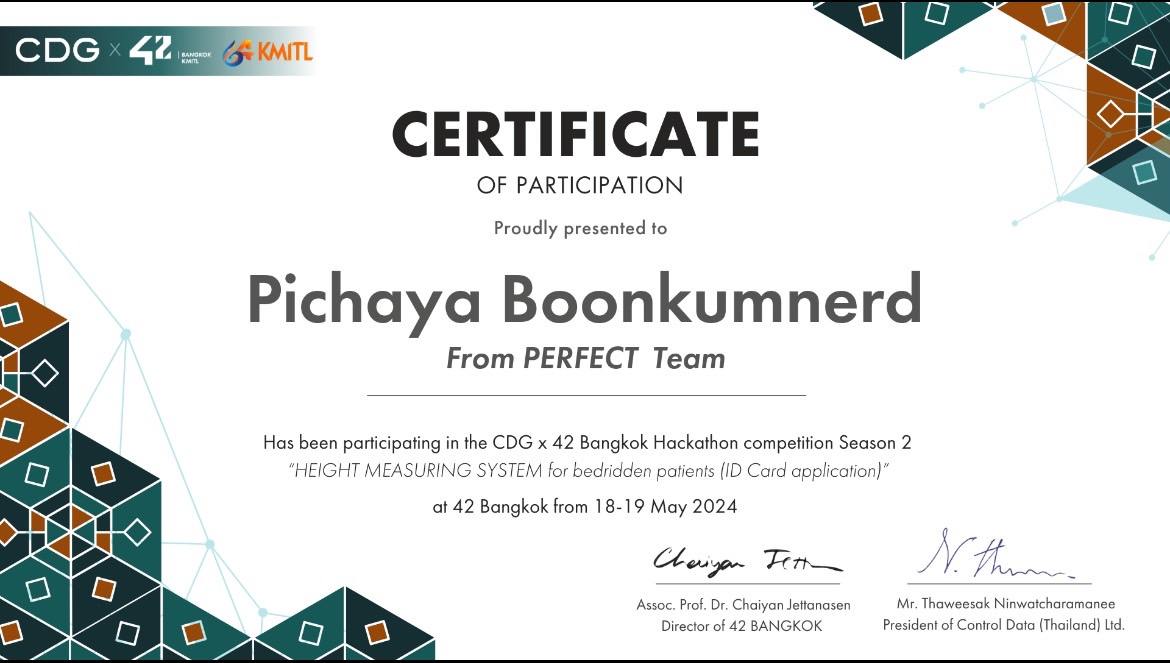 CDG x 42 BANGKOK KMITL 64 KMITL
CERTIFICATE
OF PARTICIPATION
Proudly presented to
Pichaya Boonkumnerd
From PERFECT Team
Has been participating in the CDG x 42 Bangkok Hackathon competition Season 2
“HEIGHT MEASURING SYSTEM for bedridden patients (ID Card application)”
at 42 Bangkok from 18-19 May 2024
Assoc. Prof. Dr. Chaiyan Jettanasen
Director of 42 BANGKOK
Mr. Thaweesak Ninwatcharamanee
President of Control Data (Thailand) Ltd.